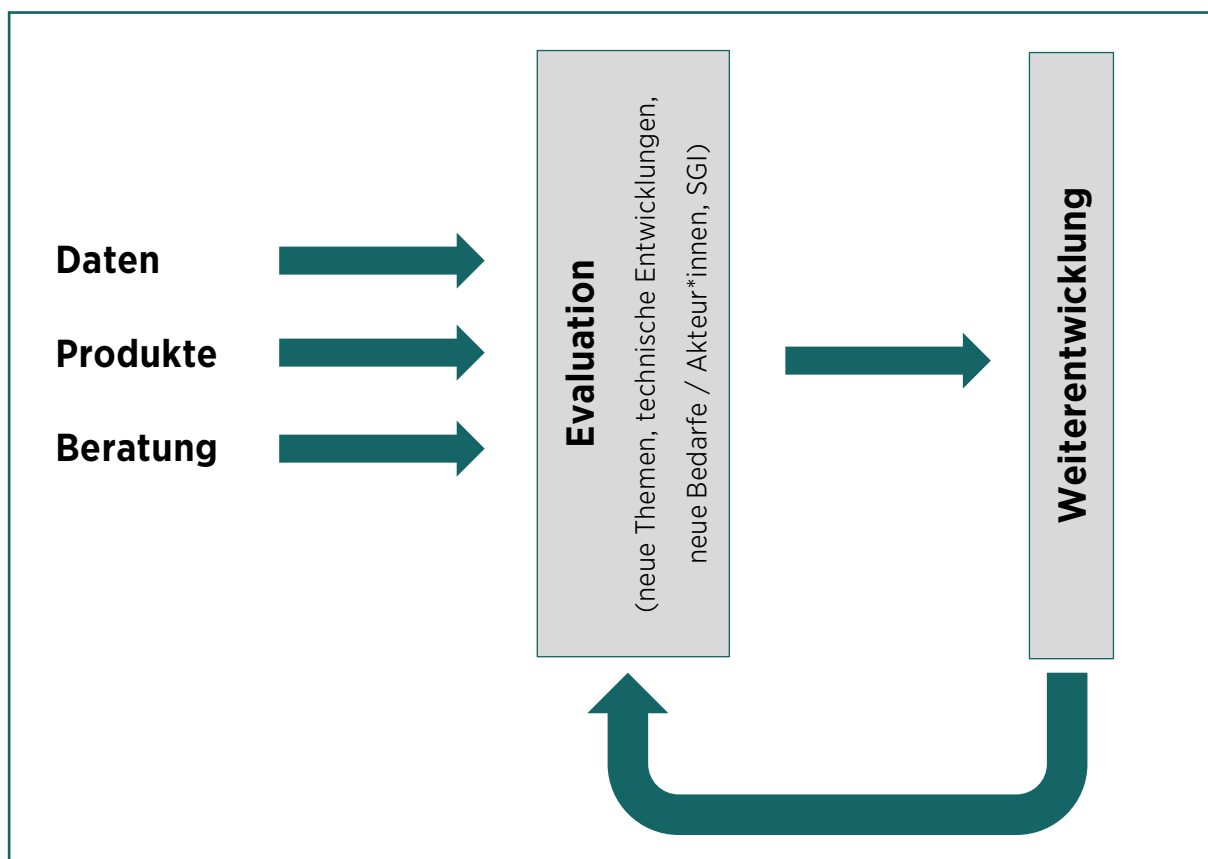 Daten
Produkte
Beratung
Evaluation
(neue Themen, technische Entwicklungen,
neue Bedarfe / Akteur*innen, SGI)
Weiterentwicklung